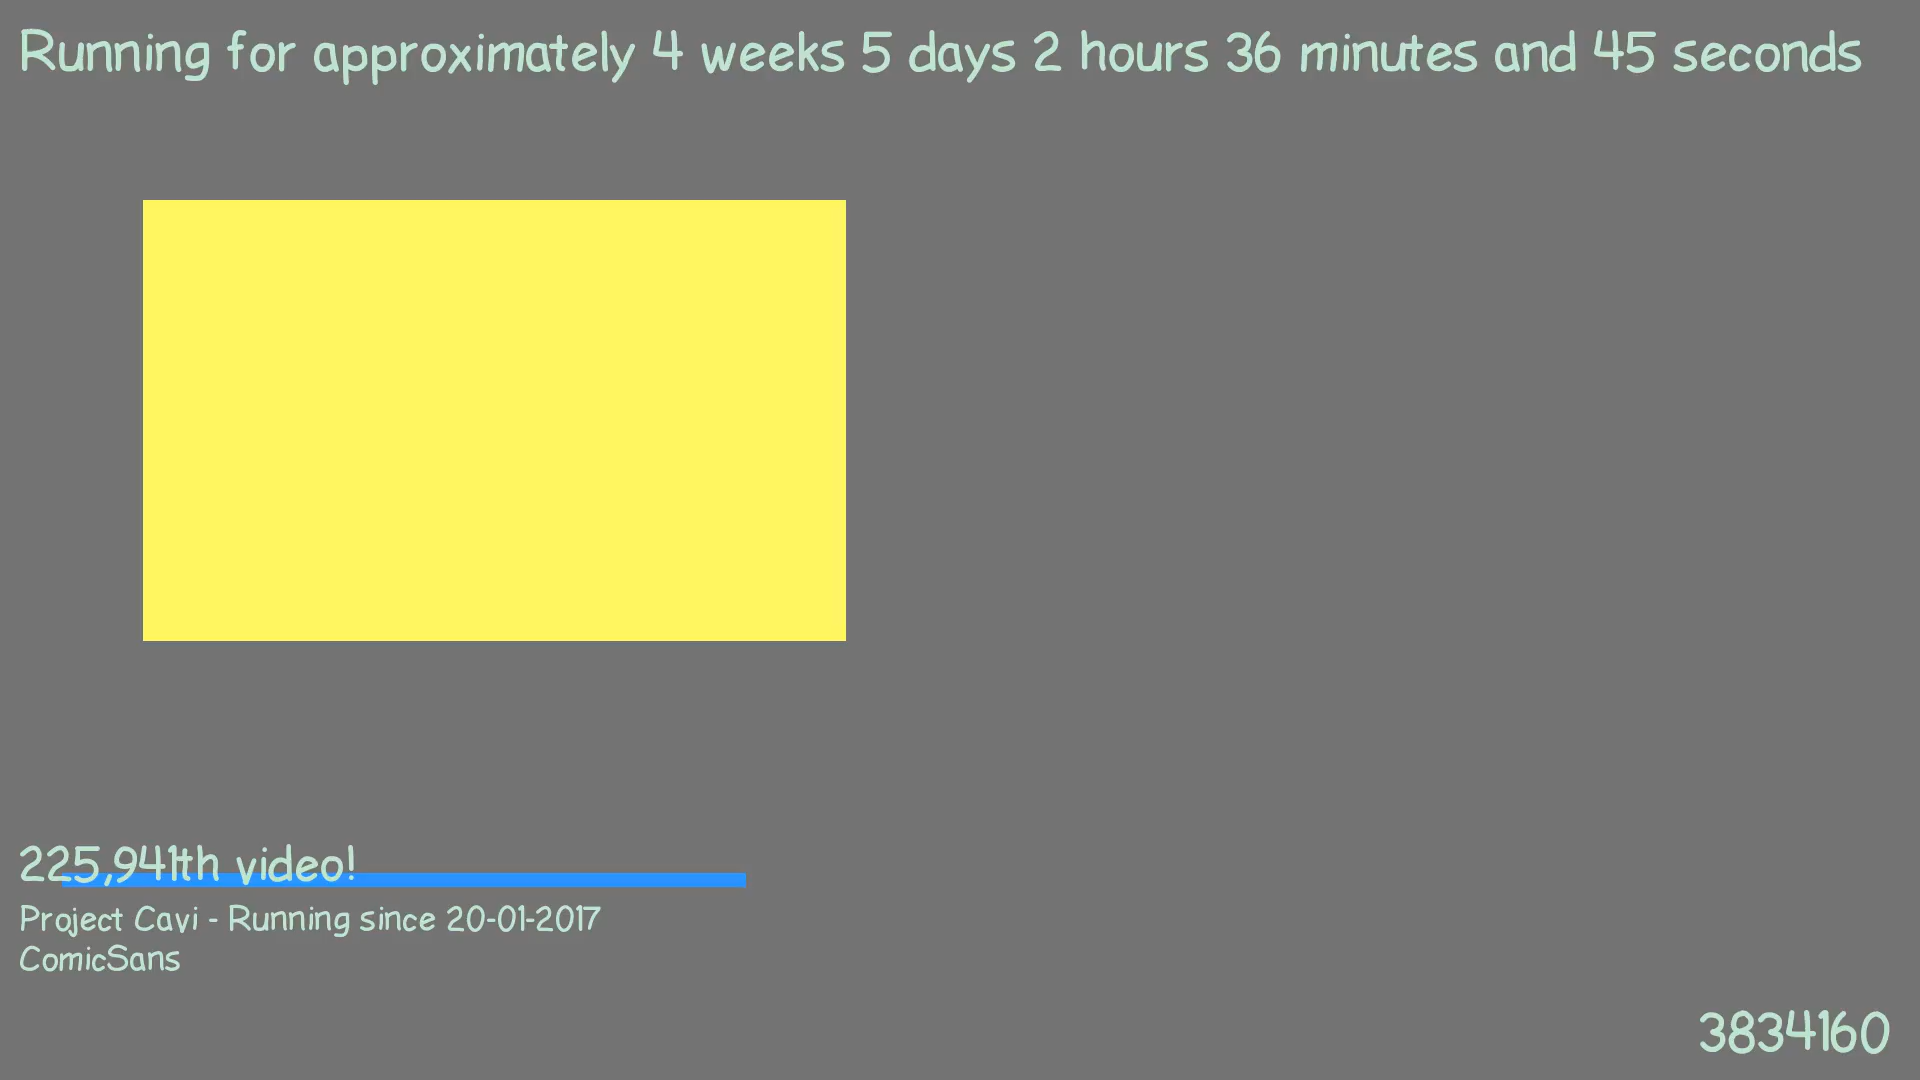 Running for approximately 4 weeks 5 days 2 hours 36 minutes and 45 seconds
225,941th video!
Project Cavi - Running since 20-01-2017
ComicSans
3834160